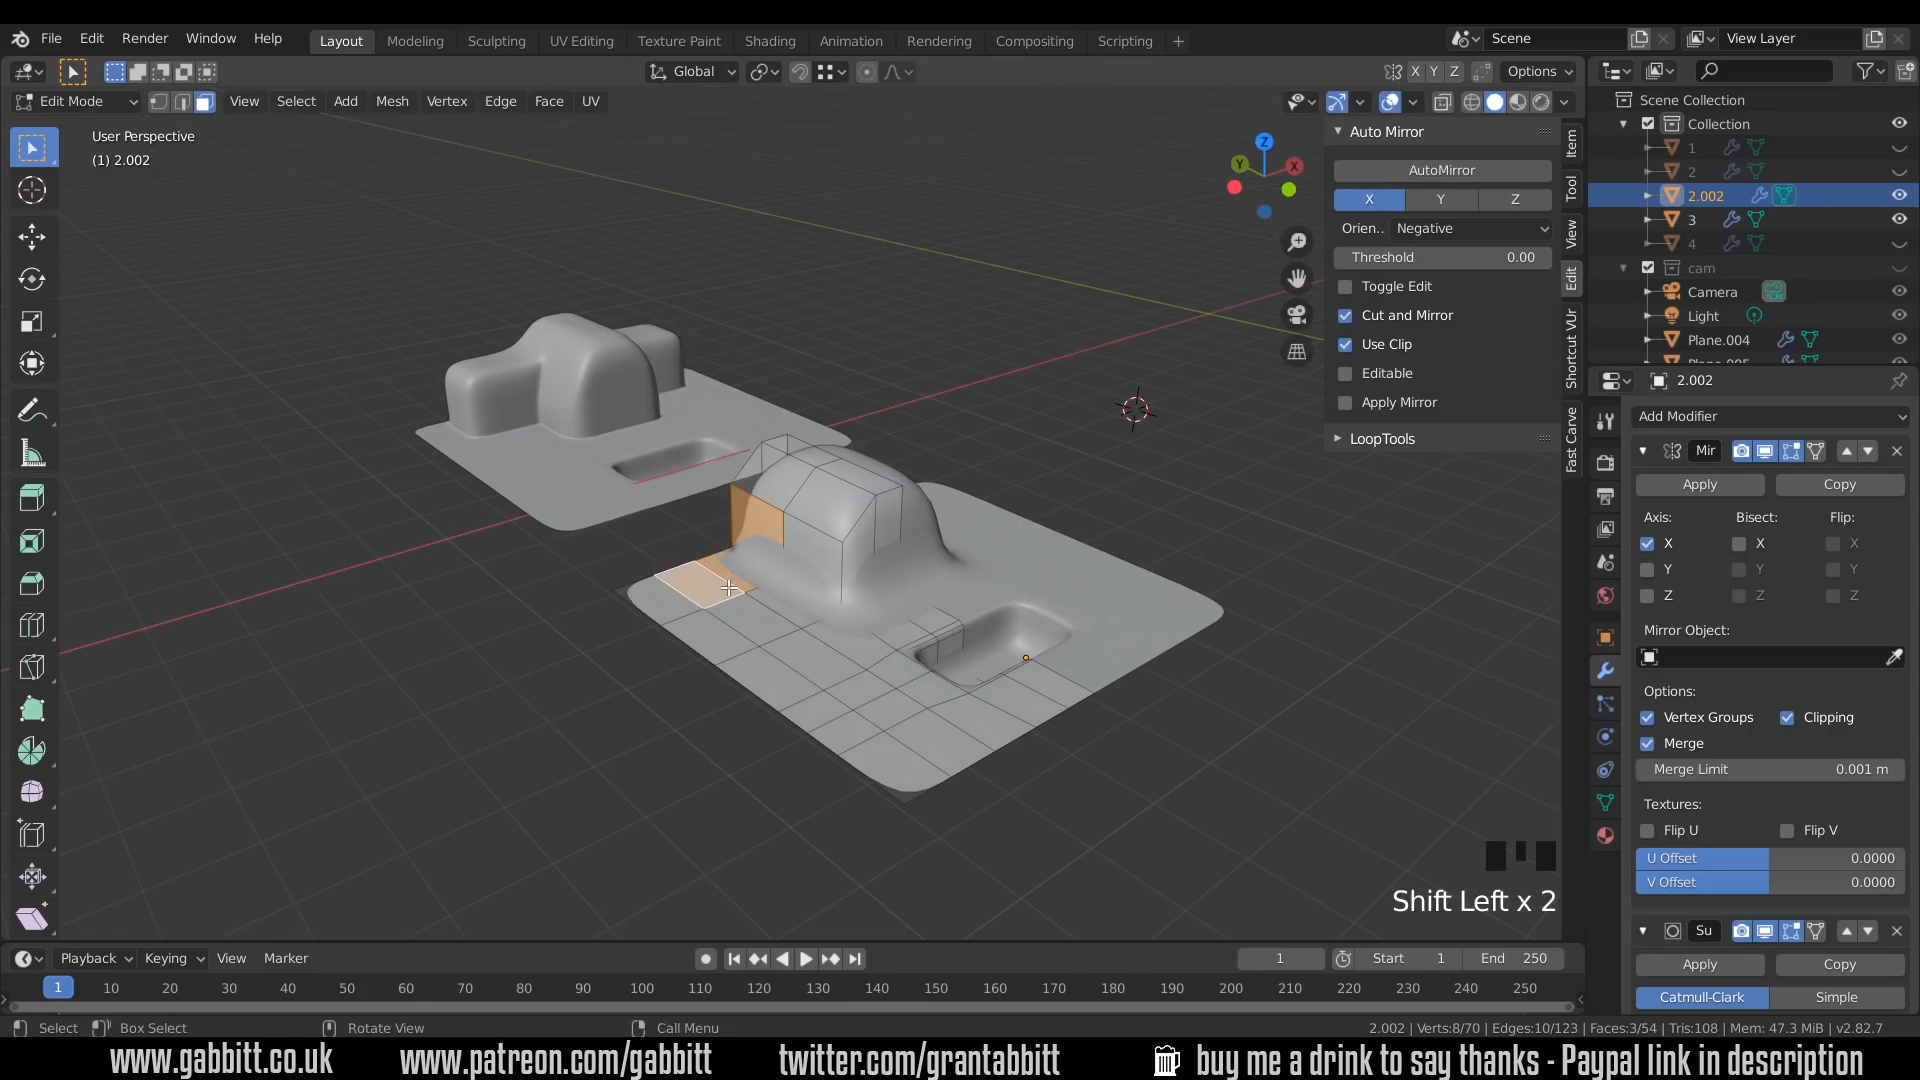 File Edit Render Window Help
Layout Modeling Sculpting UV Editing Texture Paint Shading Animation Rendering Compositing Scripting +
Scene
View Layer
Global
X Y Z Options
Edit Mode
View Select Add Mesh Vertex Edge Face UV
User Perspective
(1) 2.002
Z
Y
X
Auto Mirror
AutoMirror
X Y Z
Orien.. Negative
Threshold 0.00
Toggle Edit
Cut and Mirror
Use Clip
Editable
Apply Mirror
LoopTools
Item
Tool
View
Edit
Shortcut VUr
Fast Carve
Scene Collection
Collection
1
2
2.002
3
4
cam
Camera
Light
Plane.004
2.002
Add Modifier
Mir
Apply Copy
Axis: Bisect: Flip:
X X X
Y Y Y
Z Z Z
Mirror Object:
Options:
Vertex Groups Clipping
Merge
Merge Limit 0.001 m
Textures:
Flip U Flip V
U Offset 0.0000
V Offset 0.0000
Su
Apply Copy
Catmull-Clark Simple
Shift Left x 2
Playback Keying View Marker
1 Start 1 End 250
1 10 20 30 40 50 60 70 80 90 100 110 120 130 140 150 160 170 180 190 200 210 220 230 240 250
Select Box Select Rotate View Call Menu
2.002 | Verts:8/70 | Edges:10/123 | Faces:3/54 | Tris:108 | Mem: 47.3 MiB | v2.82.7
www.gabbitt.co.uk www.patreon.com/gabbitt twitter.com/grantabbitt buy me a drink to say thanks - Paypal link in description